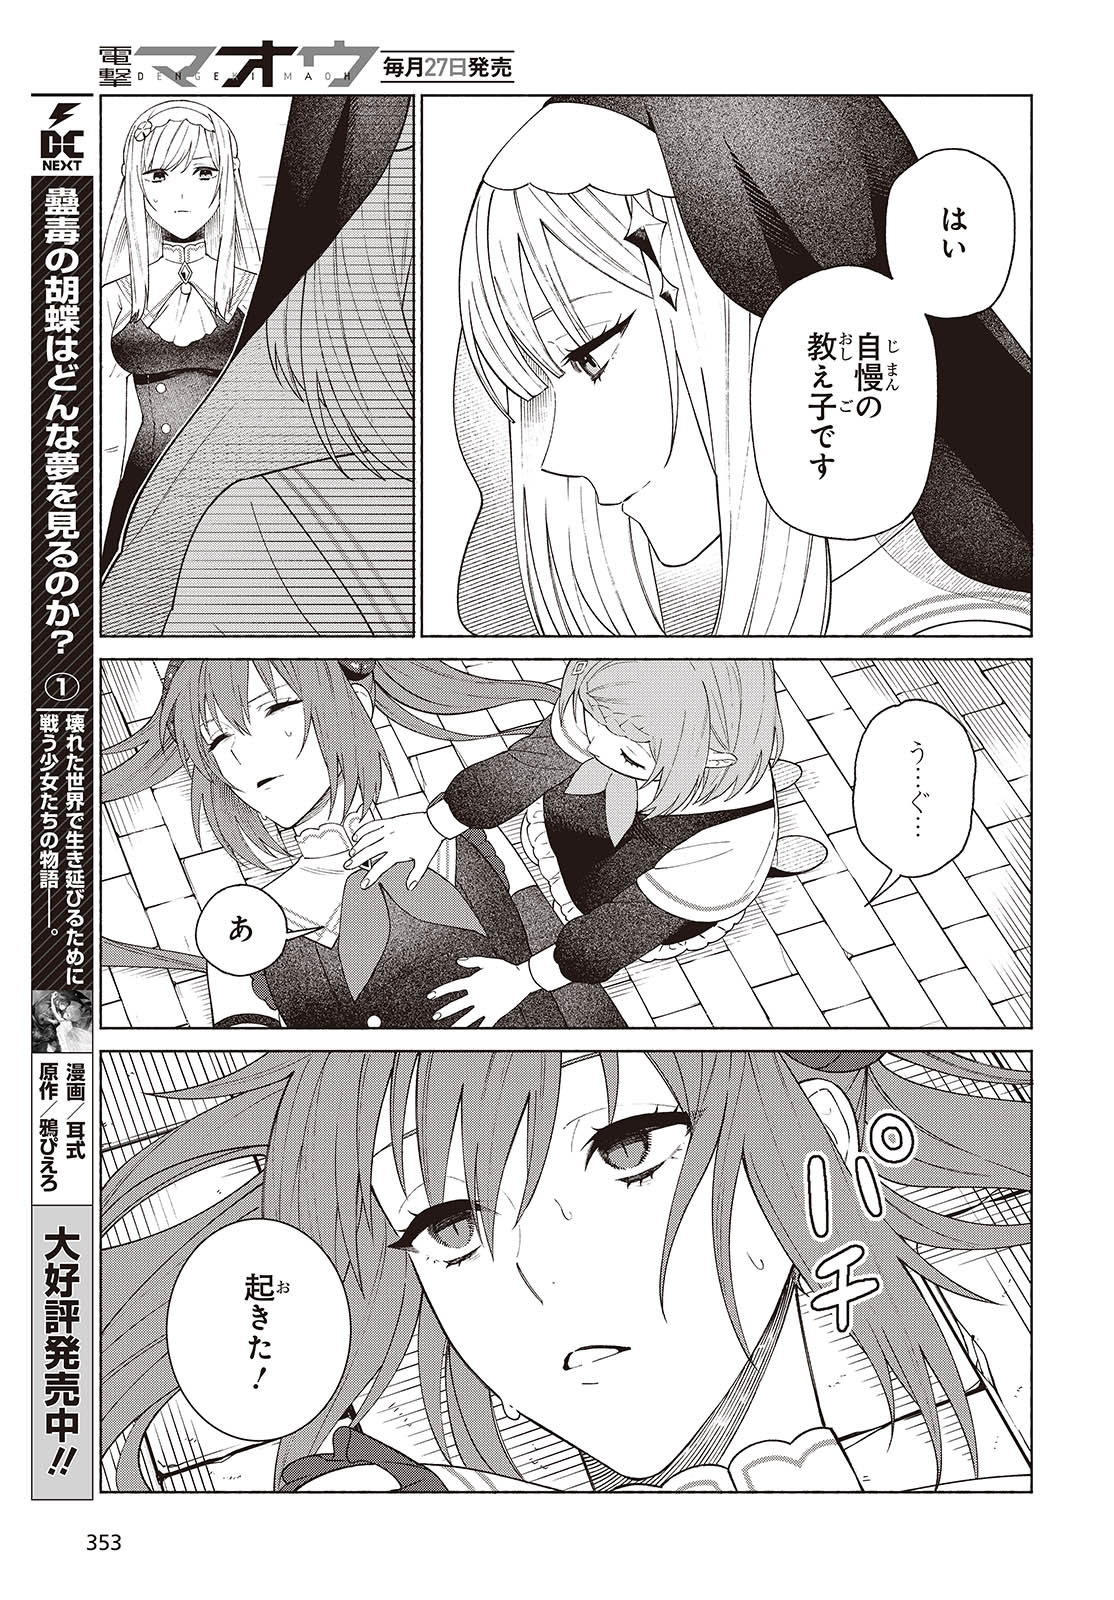 電撃マオウ
DENGEKI MAOH
毎月27日発売
はい
自慢の
じまん
教え子です
おし ご
う…ぐ…
あ
パチ
起きた！
お
DC
NEXT
蠱毒の胡蝶はどんな夢を見るのか？①
壊れた世界で生き延びるために
戦う少女たちの物語――。
漫画／耳式
原作／鴉ぴえろ
大好評発売中!!
353